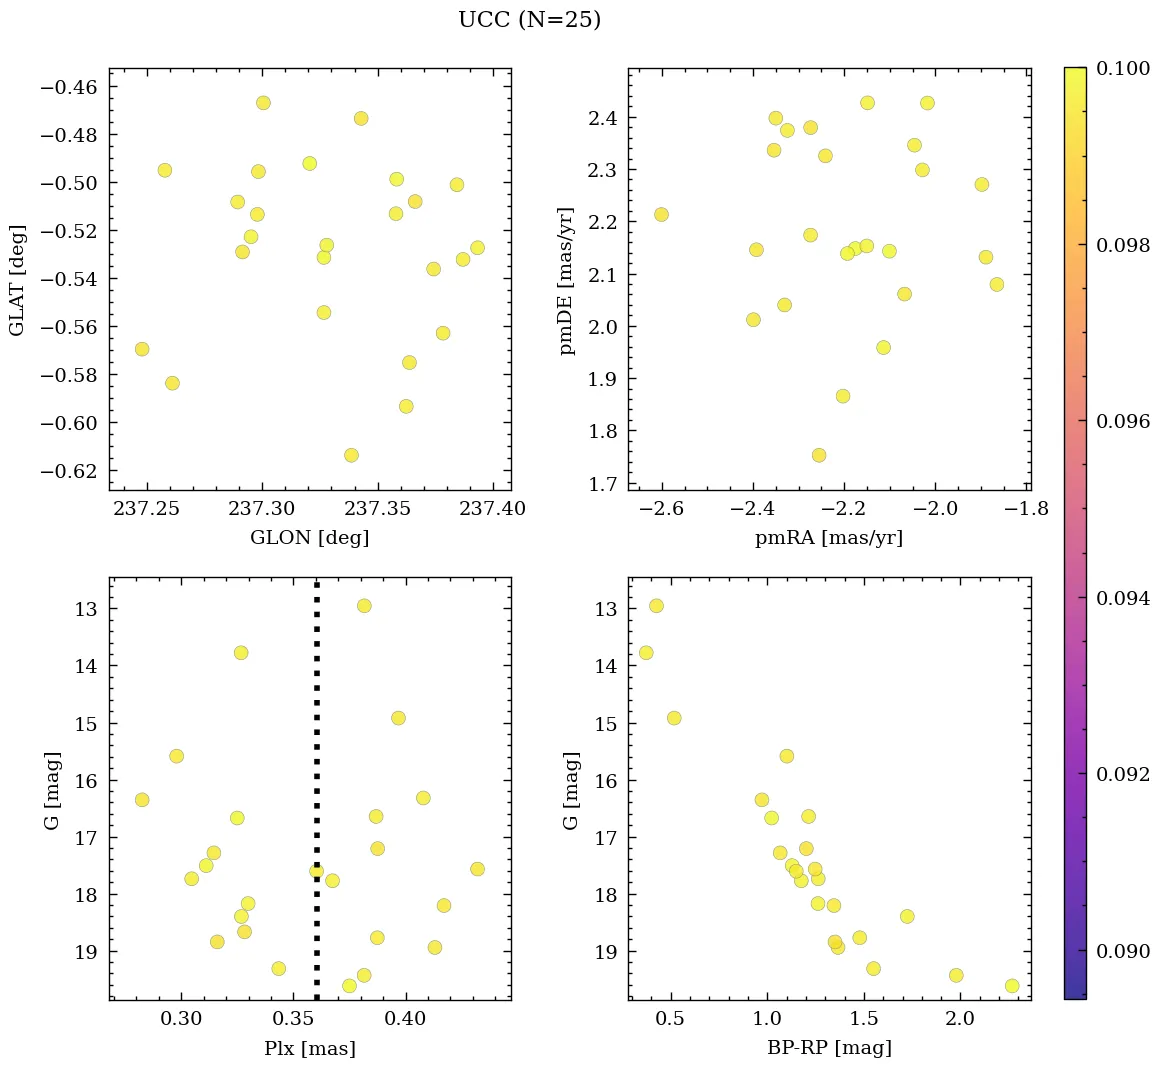 UCC (N=25)
−0.46
−0.48
−0.50
−0.52
−0.54
−0.56
−0.58
−0.60
−0.62
GLAT [deg]
237.25 237.30 237.35 237.40
GLON [deg]
2.4
2.3
2.2
2.1
2.0
1.9
1.8
1.7
pmDE [mas/yr]
−2.6 −2.4 −2.2 −2.0 −1.8
pmRA [mas/yr]
13
14
15
16
17
18
19
G [mag]
0.30 0.35 0.40
Plx [mas]
13
14
15
16
17
18
19
G [mag]
0.5 1.0 1.5 2.0
BP-RP [mag]
0.100
0.098
0.096
0.094
0.092
0.090